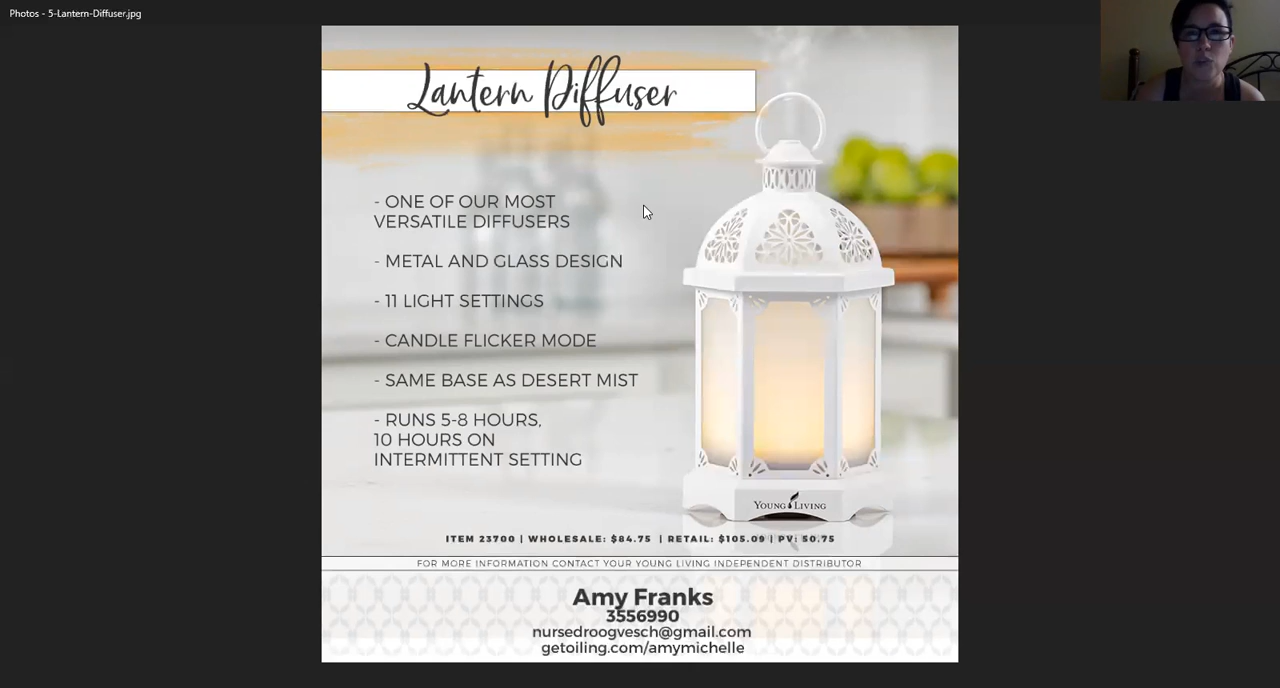 Photos - 5-Lantern-Diffuser.jpg
Lantern Diffuser
- ONE OF OUR MOST
VERSATILE DIFFUSERS
- METAL AND GLASS DESIGN
- 11 LIGHT SETTINGS
- CANDLE FLICKER MODE
- SAME BASE AS DESERT MIST
- RUNS 5-8 HOURS,
10 HOURS ON
INTERMITTENT SETTING
YOUNG LIVING
ITEM 23700 | WHOLESALE: $84.75 | RETAIL: $105.09 | PV: 50.75
FOR MORE INFORMATION CONTACT YOUR YOUNG LIVING INDEPENDENT DISTRIBUTOR
Amy Franks
3556990
nursedroogvesch@gmail.com
getoiling.com/amymichelle